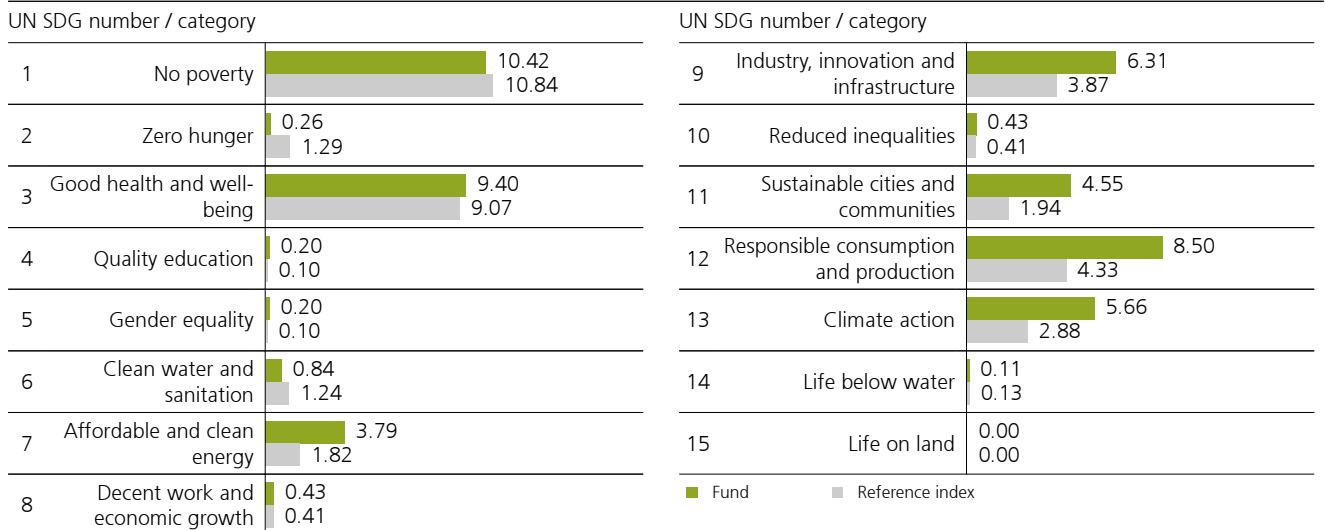 UN SDG number / category
1
No poverty
10.42
10.84
2
Zero hunger
0.26
1.29
3
Good health and well-
being
9.40
9.07
4
Quality education
0.20
0.10
5
Gender equality
0.20
0.10
6
Clean water and
sanitation
0.84
1.24
7
Affordable and clean
energy
3.79
1.82
8
Decent work and
economic growth
0.43
0.41
UN SDG number / category
9
Industry, innovation and
infrastructure
6.31
3.87
10
Reduced inequalities
0.43
0.41
11
Sustainable cities and
communities
4.55
1.94
12
Responsible consumption
and production
8.50
4.33
13
Climate action
5.66
2.88
14
Life below water
0.11
0.13
15
Life on land
0.00
0.00
Fund
Reference index